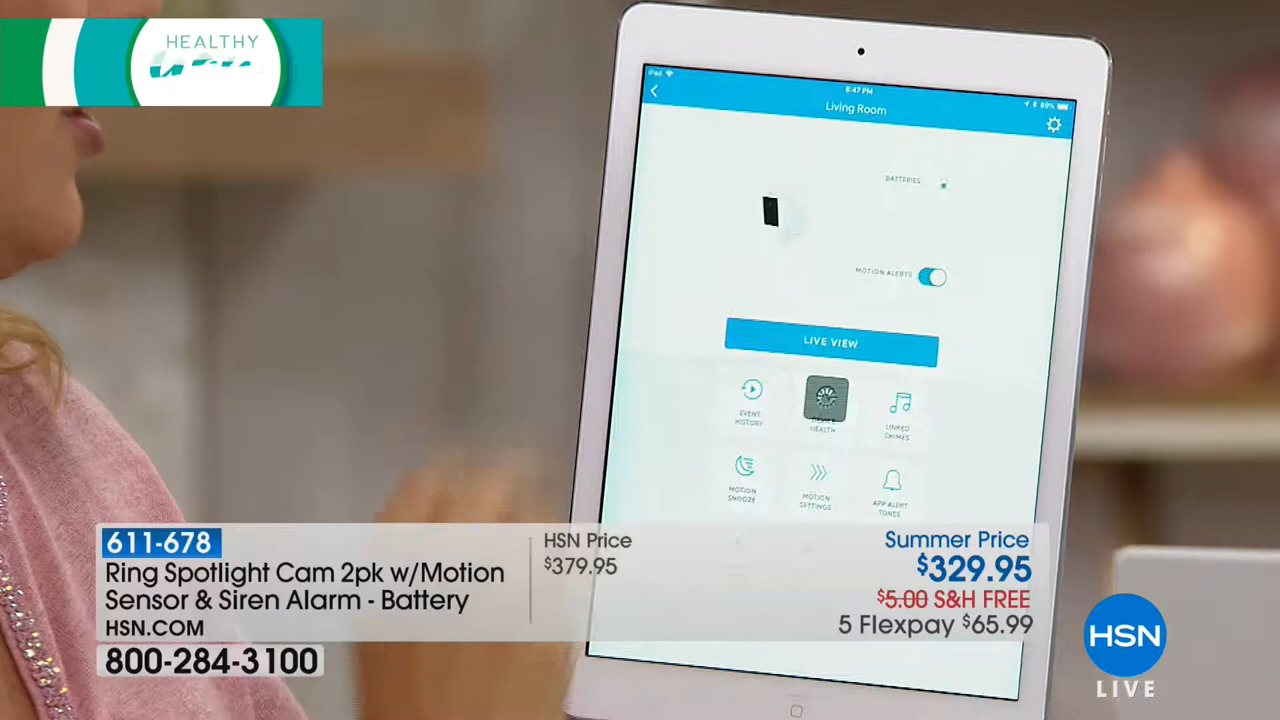 HEALTHY
iPad
8:47 PM
89%
Living Room
BATTERIES
MOTION ALERTS
LIVE VIEW
EVENT
HISTORY
DEVICE
HEALTH
LINKED
CHIMES
MOTION
SNOOZE
MOTION
SETTINGS
APP ALERT
TONES
611-678
Ring Spotlight Cam 2pk w/Motion
Sensor & Siren Alarm - Battery
HSN.COM
800-284-3100
HSN Price
$379.95
Summer Price
$329.95
$5.00 S&H FREE
5 Flexpay $65.99
HSN
LIVE